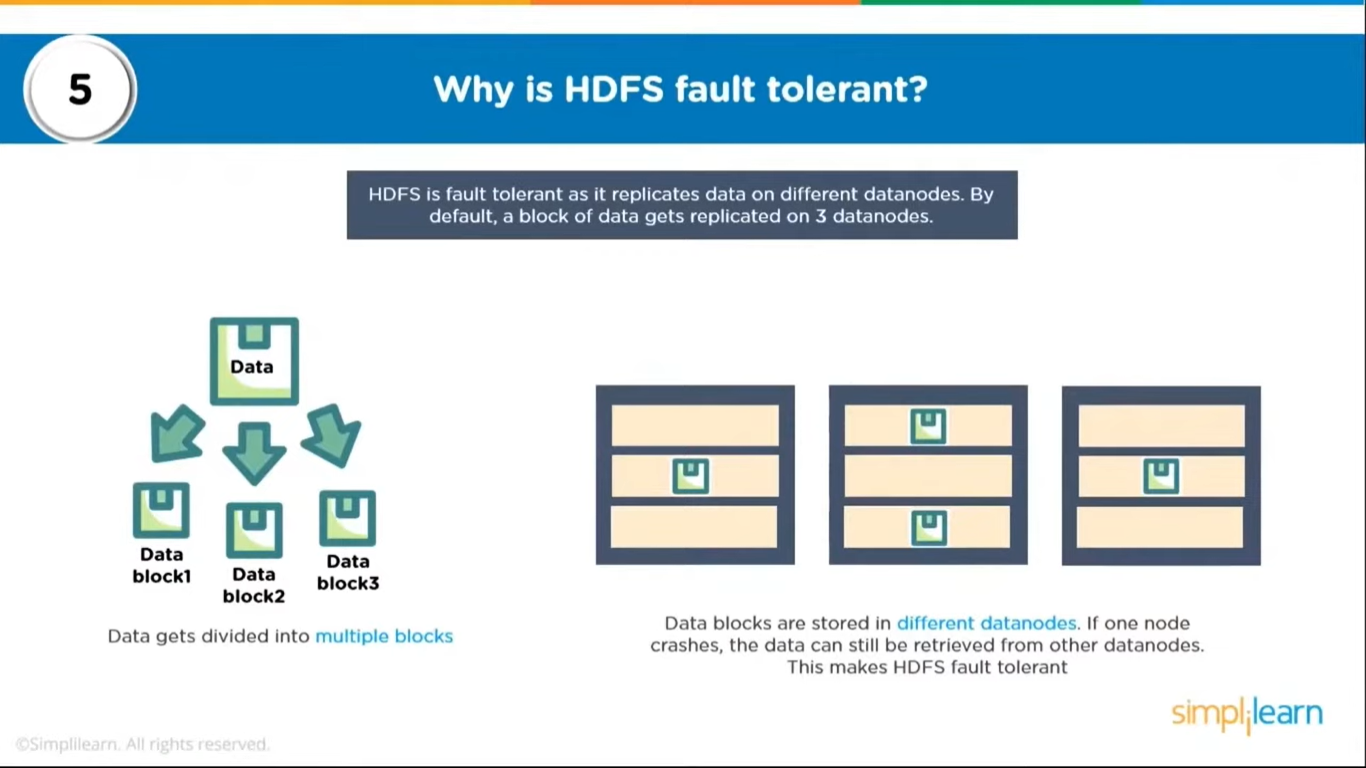 5
Why is HDFS fault tolerant?
HDFS is fault tolerant as it replicates data on different datanodes. By
default, a block of data gets replicated on 3 datanodes.
Data
Data
block1
Data
block2
Data
block3
Data gets divided into multiple blocks
Data blocks are stored in different datanodes. If one node
crashes, the data can still be retrieved from other datanodes.
This makes HDFS fault tolerant
simplilearn
©Simplilearn. All rights reserved.